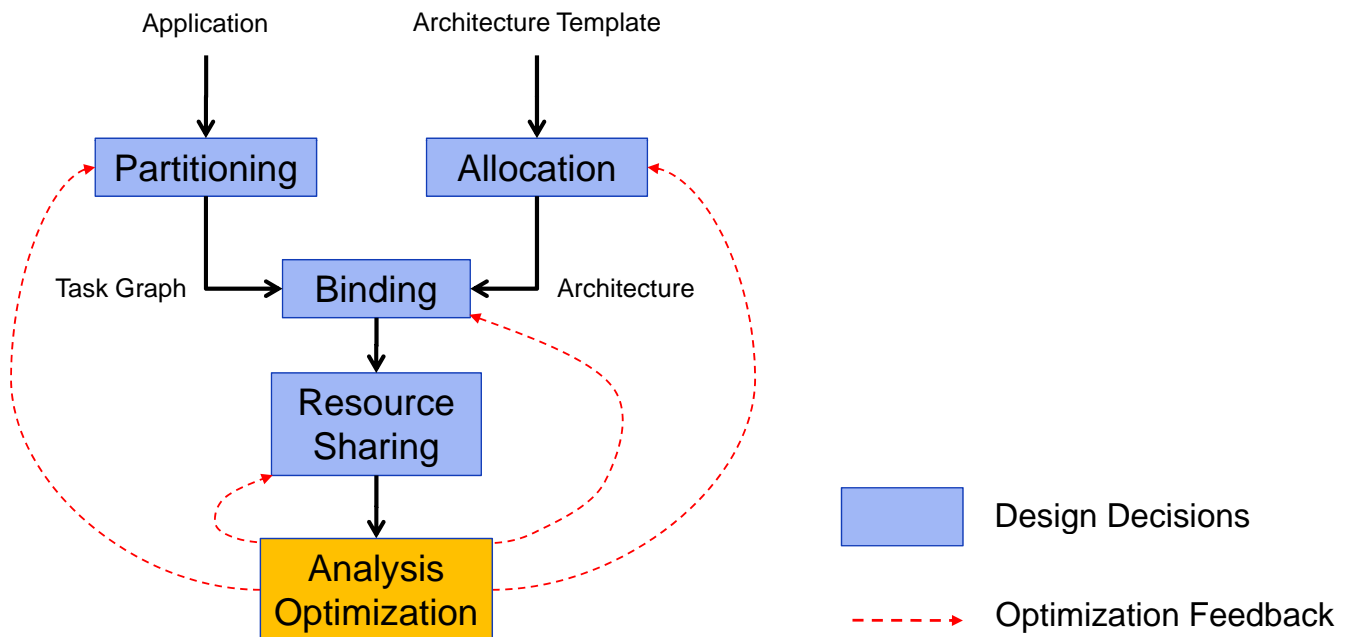 Application
Architecture Template
Partitioning
Allocation
Task Graph
Binding
Architecture
Resource
Sharing
Analysis
Optimization
Design Decisions
Optimization Feedback